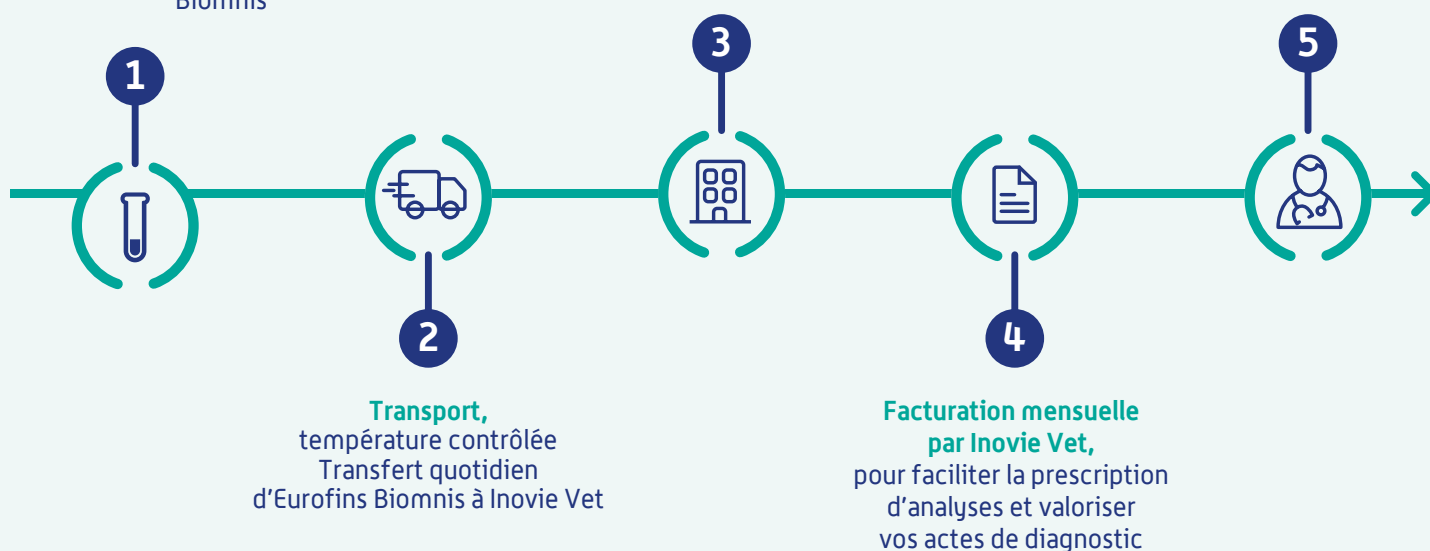 Biomnis
1
3
5
2
4
Transport,
température contrôlée
Transfert quotidien
d'Eurofins Biomnis à Inovie Vet
Facturation mensuelle
par Inovie Vet,
pour faciliter la prescription
d'analyses et valoriser
vos actes de diagnostic